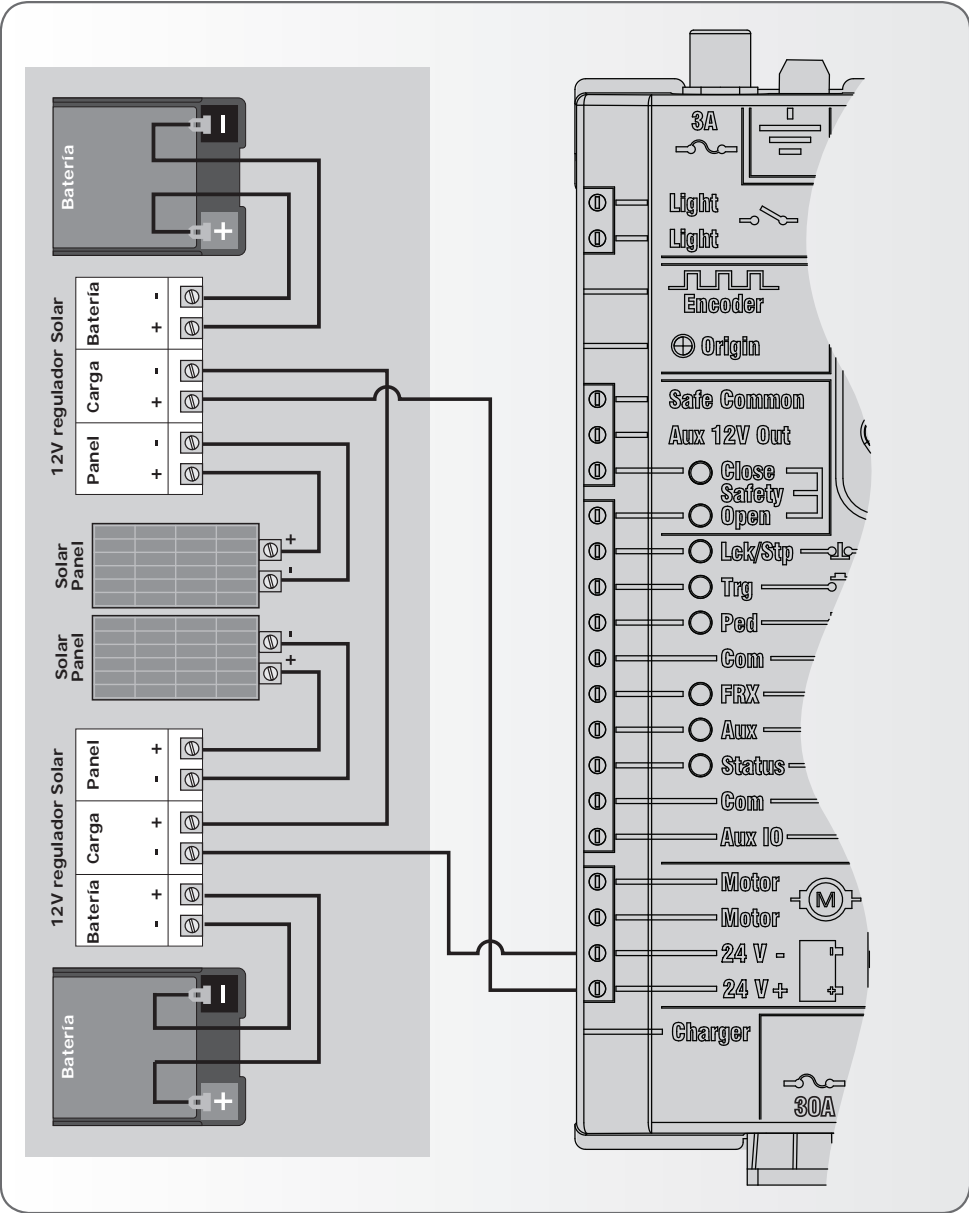 Batería
-
+
12V regulador Solar
Batería
-
+
Carga
-
+
Panel
-
+
Solar
Panel
+
-
Solar
Panel
-
+
12V regulador Solar
Panel
+
-
Carga
+
-
Batería
+
-
Batería
-
+
3A
Light
Light
Encoder
Origin
Safe Common
Aux 12V Out
Close
Safety
Open
Lck/Stp
Trg
Ped
Com
FRX
Aux
Status
Com
Aux IO
Motor
Motor
M
24 V -
24 V +
Charger
30A